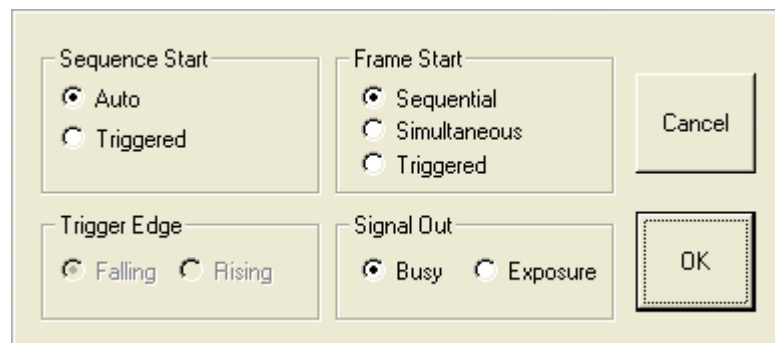 Sequence Start
Auto
Triggered
Frame Start
Sequential
Simultaneous
Triggered
Cancel
Trigger Edge
Falling Rising
Signal Out
Busy Exposure
OK